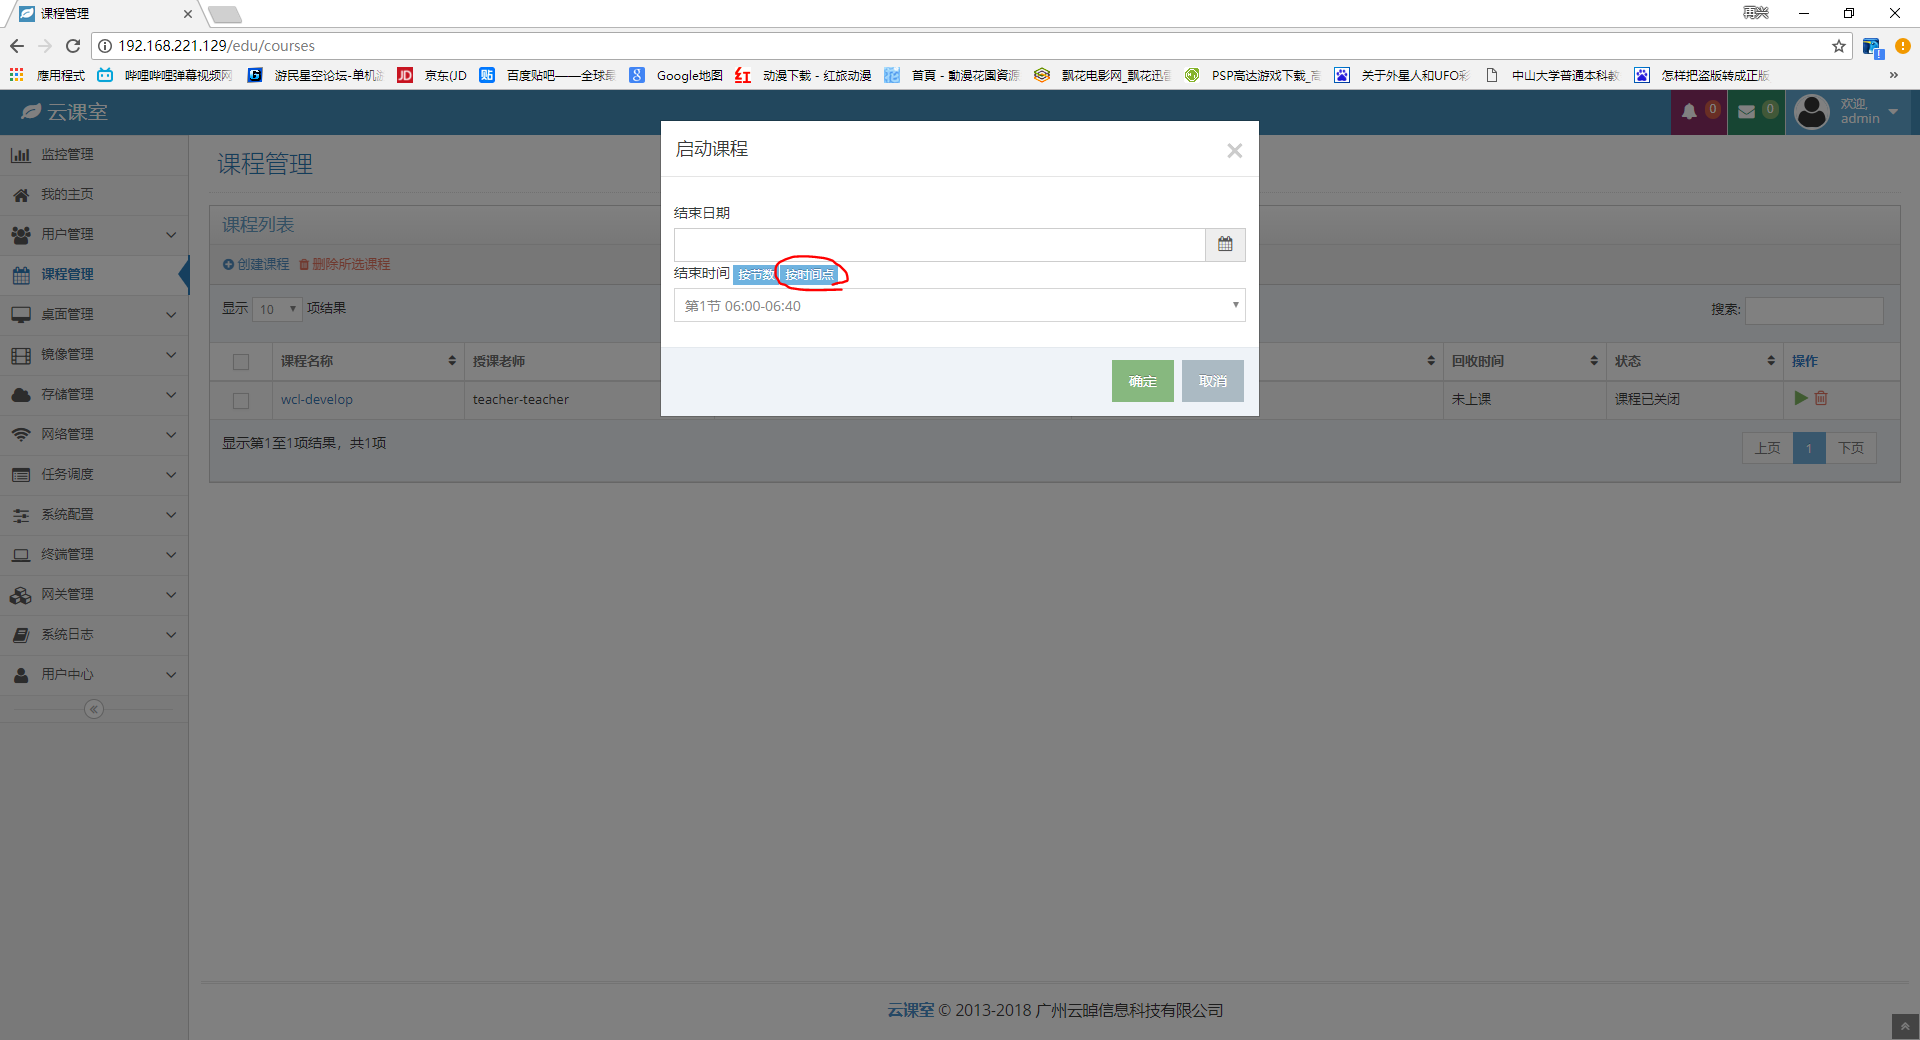 课程管理
再兴
192.168.221.129/edu/courses
應用程式
哔哩哔哩弹幕视频网
游民星空论坛-单机游
京东(JD
百度贴吧——全球最
Google地图
动漫下载 - 红旅动漫
首頁 - 動漫花園資源
飘花电影网_飘花迅雷
PSP高达游戏下载_高
关于外星人和UFO彩
中山大学普通本科教
怎样把盗版转成正版
云课室
0
0
欢迎,
admin
监控管理
我的主页
用户管理
课程管理
桌面管理
镜像管理
存储管理
网络管理
任务调度
系统配置
终端管理
网关管理
系统日志
用户中心
课程管理
课程列表
创建课程 删除所选课程
显示 10 项结果
搜索:
课程名称 授课老师 回收时间 状态 操作
wcl-develop teacher-teacher 未上课 课程已关闭
显示第1至1项结果，共1项
上页 1 下页
启动课程
结束日期
结束时间 按节数 按时间点
第1节 06:00-06:40
确定 取消
云课室 © 2013-2018 广州云晫信息科技有限公司